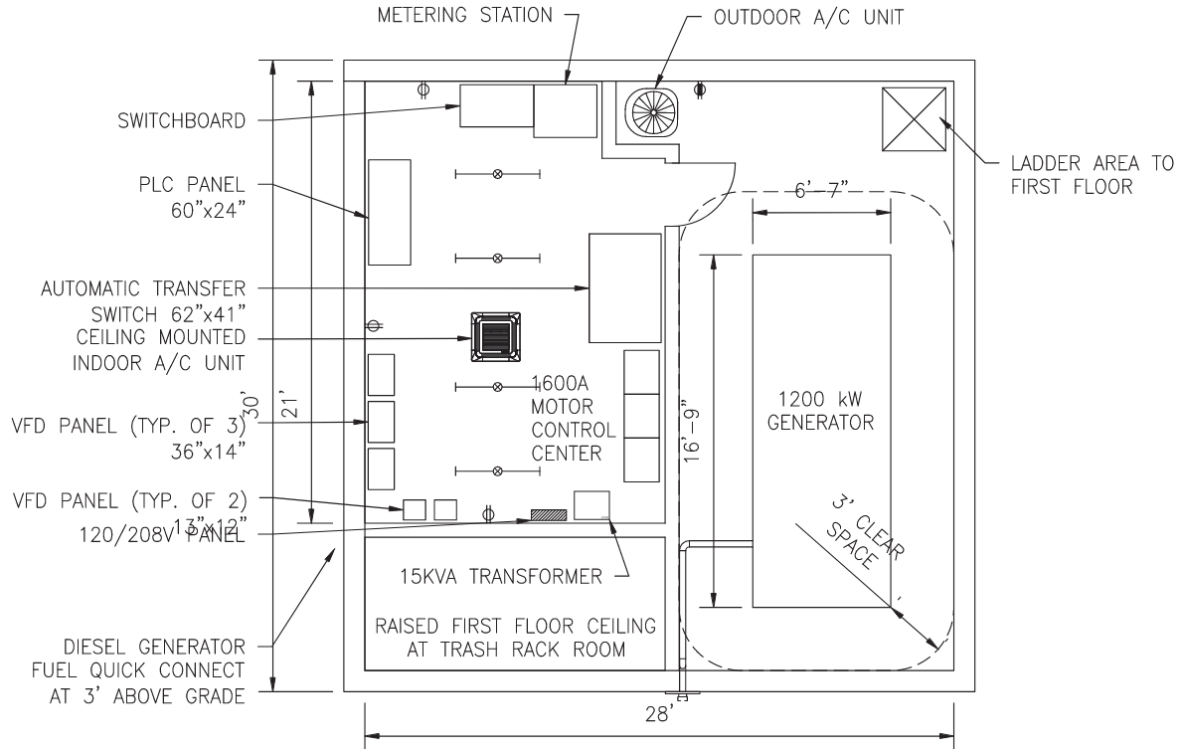 METERING STATION
OUTDOOR A/C UNIT
SWITCHBOARD
PLC PANEL
60"x24"
LADDER AREA TO
FIRST FLOOR
6'-7"
AUTOMATIC TRANSFER
SWITCH 62"x41"
CEILING MOUNTED
INDOOR A/C UNIT
30'
21'
1600A
MOTOR
CONTROL
CENTER
16'-9"
1200 kW
GENERATOR
VFD PANEL (TYP. OF 3)
36"x14"
VFD PANEL (TYP. OF 2)
13"x12"
120/208V PANEL
3' CLEAR
SPACE
15KVA TRANSFORMER
RAISED FIRST FLOOR CEILING
AT TRASH RACK ROOM
DIESEL GENERATOR
FUEL QUICK CONNECT
AT 3' ABOVE GRADE
28'